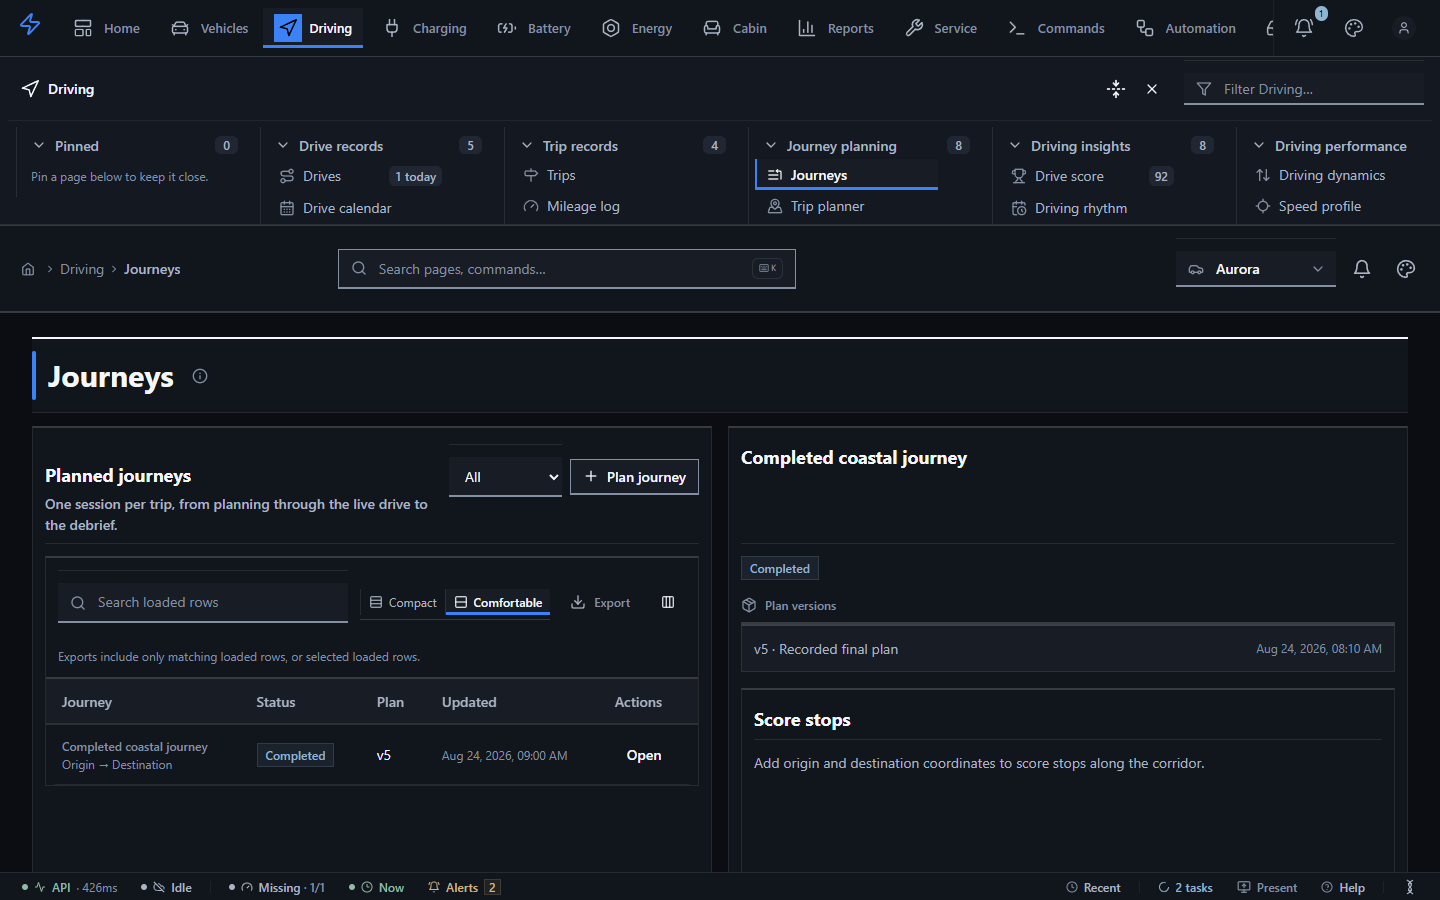 Home
Vehicles
Driving
Charging
Battery
Energy
Cabin
Reports
Service
Commands
Automation
1
Driving
Filter Driving...
Pinned 0
Pin a page below to keep it close.
Drive records 5
Drives 1 today
Drive calendar
Trip records 4
Trips
Mileage log
Journey planning 8
Journeys
Trip planner
Driving insights 8
Drive score 92
Driving rhythm
Driving performance
Driving dynamics
Speed profile
Driving
Journeys
Search pages, commands...
K
Aurora
Journeys
Planned journeys
One session per trip, from planning through the live drive to
the debrief.
All
Plan journey
Search loaded rows
Compact
Comfortable
Export
Exports include only matching loaded rows, or selected loaded rows.
Journey Status Plan Updated Actions
Completed coastal journey
Origin → Destination
Completed
v5
Aug 24, 2026, 09:00 AM
Open
Completed coastal journey
Completed
Plan versions
v5 · Recorded final plan Aug 24, 2026, 08:10 AM
Score stops
Add origin and destination coordinates to score stops along the corridor.
API · 426ms
Idle
Missing · 1/1
Now
Alerts 2
Recent
2 tasks
Present
Help